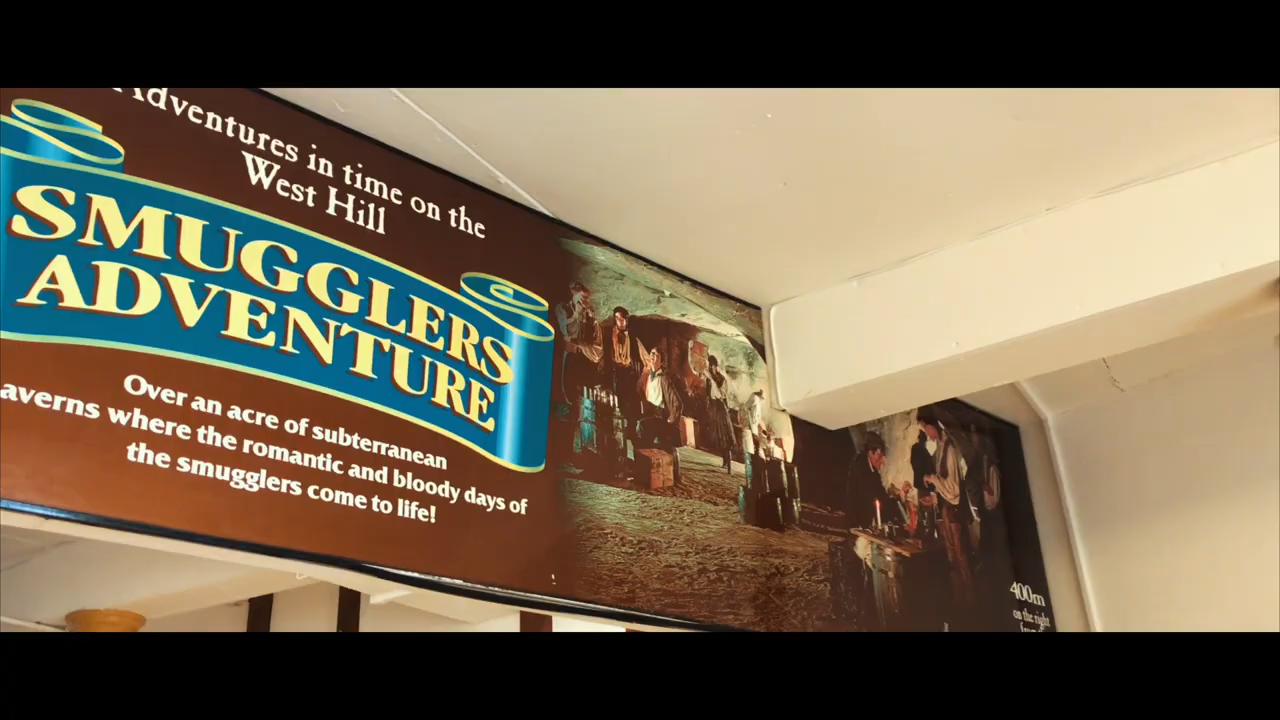 Adventures in time on the
West Hill
SMUGGLERS
ADVENTURE
Over an acre of subterranean
averns where the romantic and bloody days of
the smugglers come to life!
400m
on the right